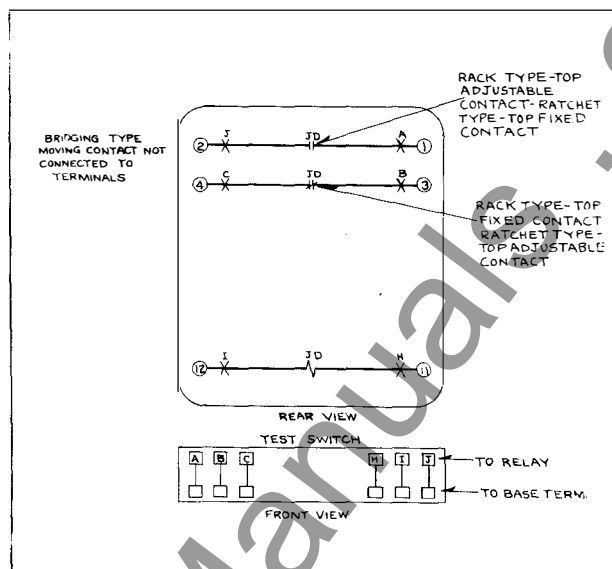 RACK TYPE-TOP
ADJUSTABLE
CONTACT-RATCHET
TYPE-TOP FIXED
CONTACT
BRIDGING TYPE
MOVING CONTACT NOT
CONNECTED TO
TERMINALS
2 J JD A 1
4 C JD B 3
RACK TYPE-TOP
FIXED CONTACT
RATCHET TYPE-
TOP ADJUSTABLE
CONTACT
12 I JD H 11
REAR VIEW
TEST SWITCH
A B C H I J TO RELAY
TO BASE TERM.
FRONT VIEW
Manuals.